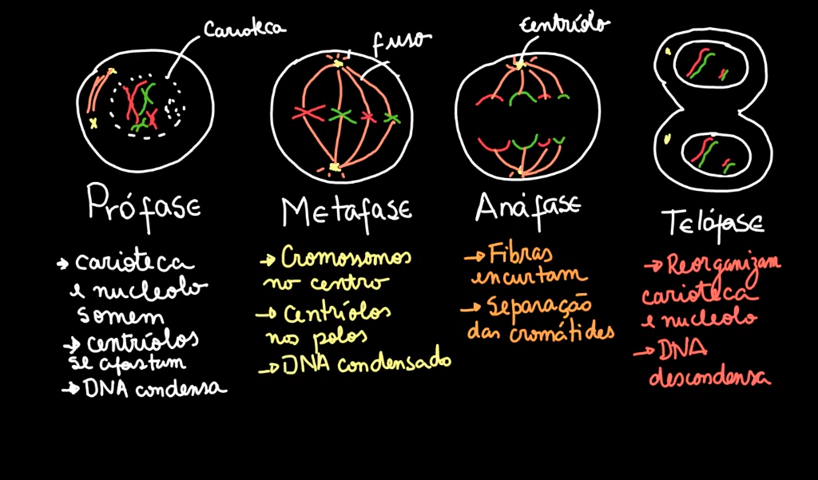 Carioteca
fuso
Centríolo
Prófase
→ carioteca
e nucleolo
somem
→ centríolos
se afastam
→ DNA condensa
Metafase
→ Cromossomos
no centro
→ Centríolos
nos polos
→ DNA condensado
Anáfase
→ Fibras
encurtam
→ Separação
das cromátides
Telófase
→ Reorganizam
carioteca
e nucleolo
→ DNA
descondensa